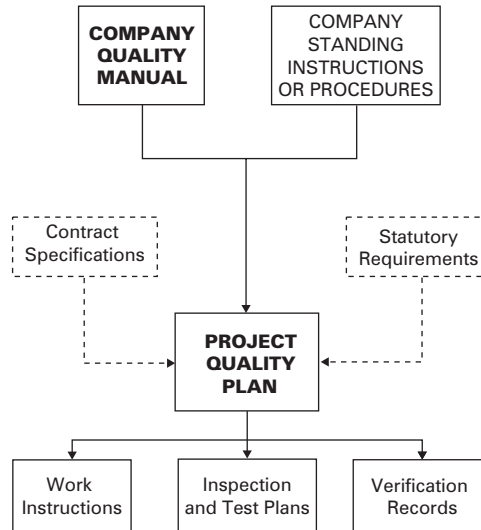 COMPANY
QUALITY
MANUAL
COMPANY
STANDING
INSTRUCTIONS
OR PROCEDURES
Contract
Specifications
Statutory
Requirements
PROJECT
QUALITY
PLAN
Work
Instructions
Inspection
and Test Plans
Verification
Records